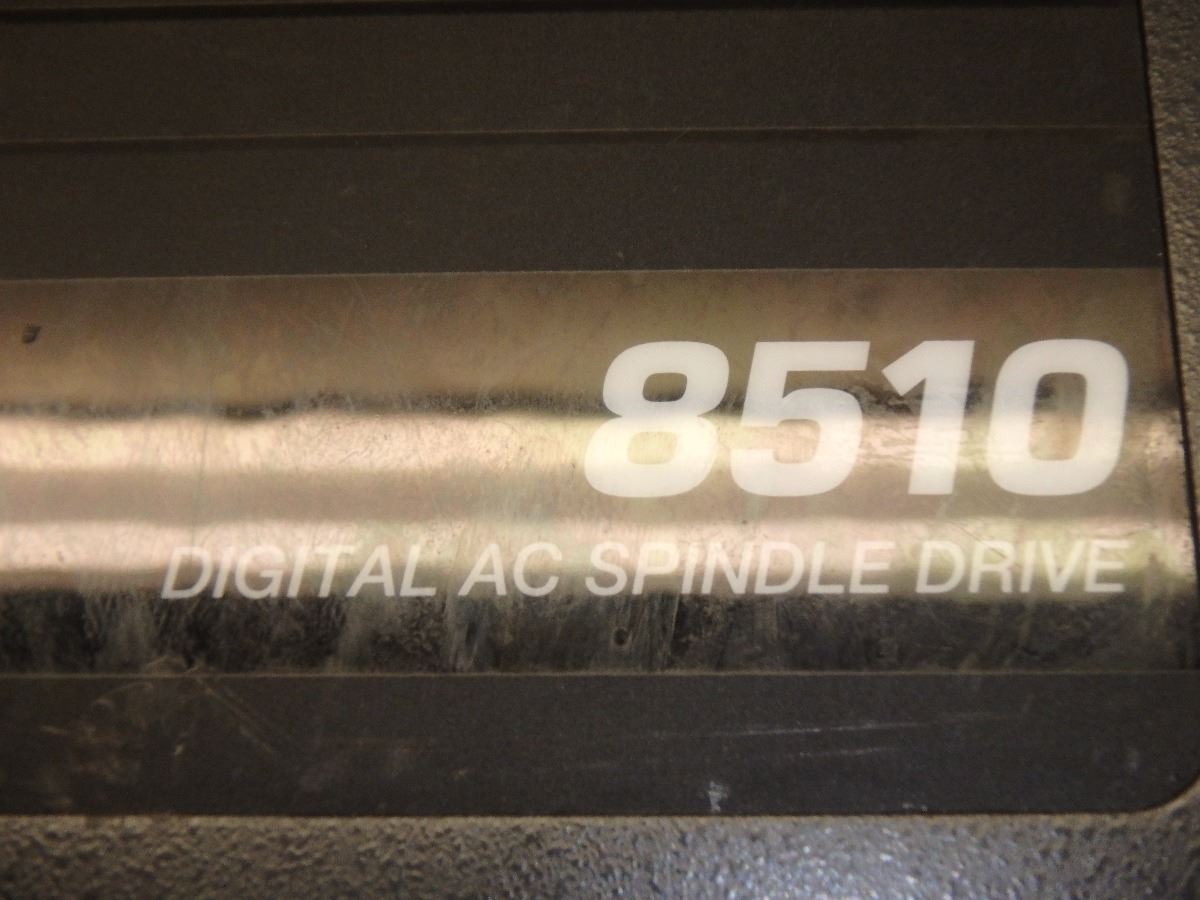 8510
DIGITAL AC SPINDLE DRIVE